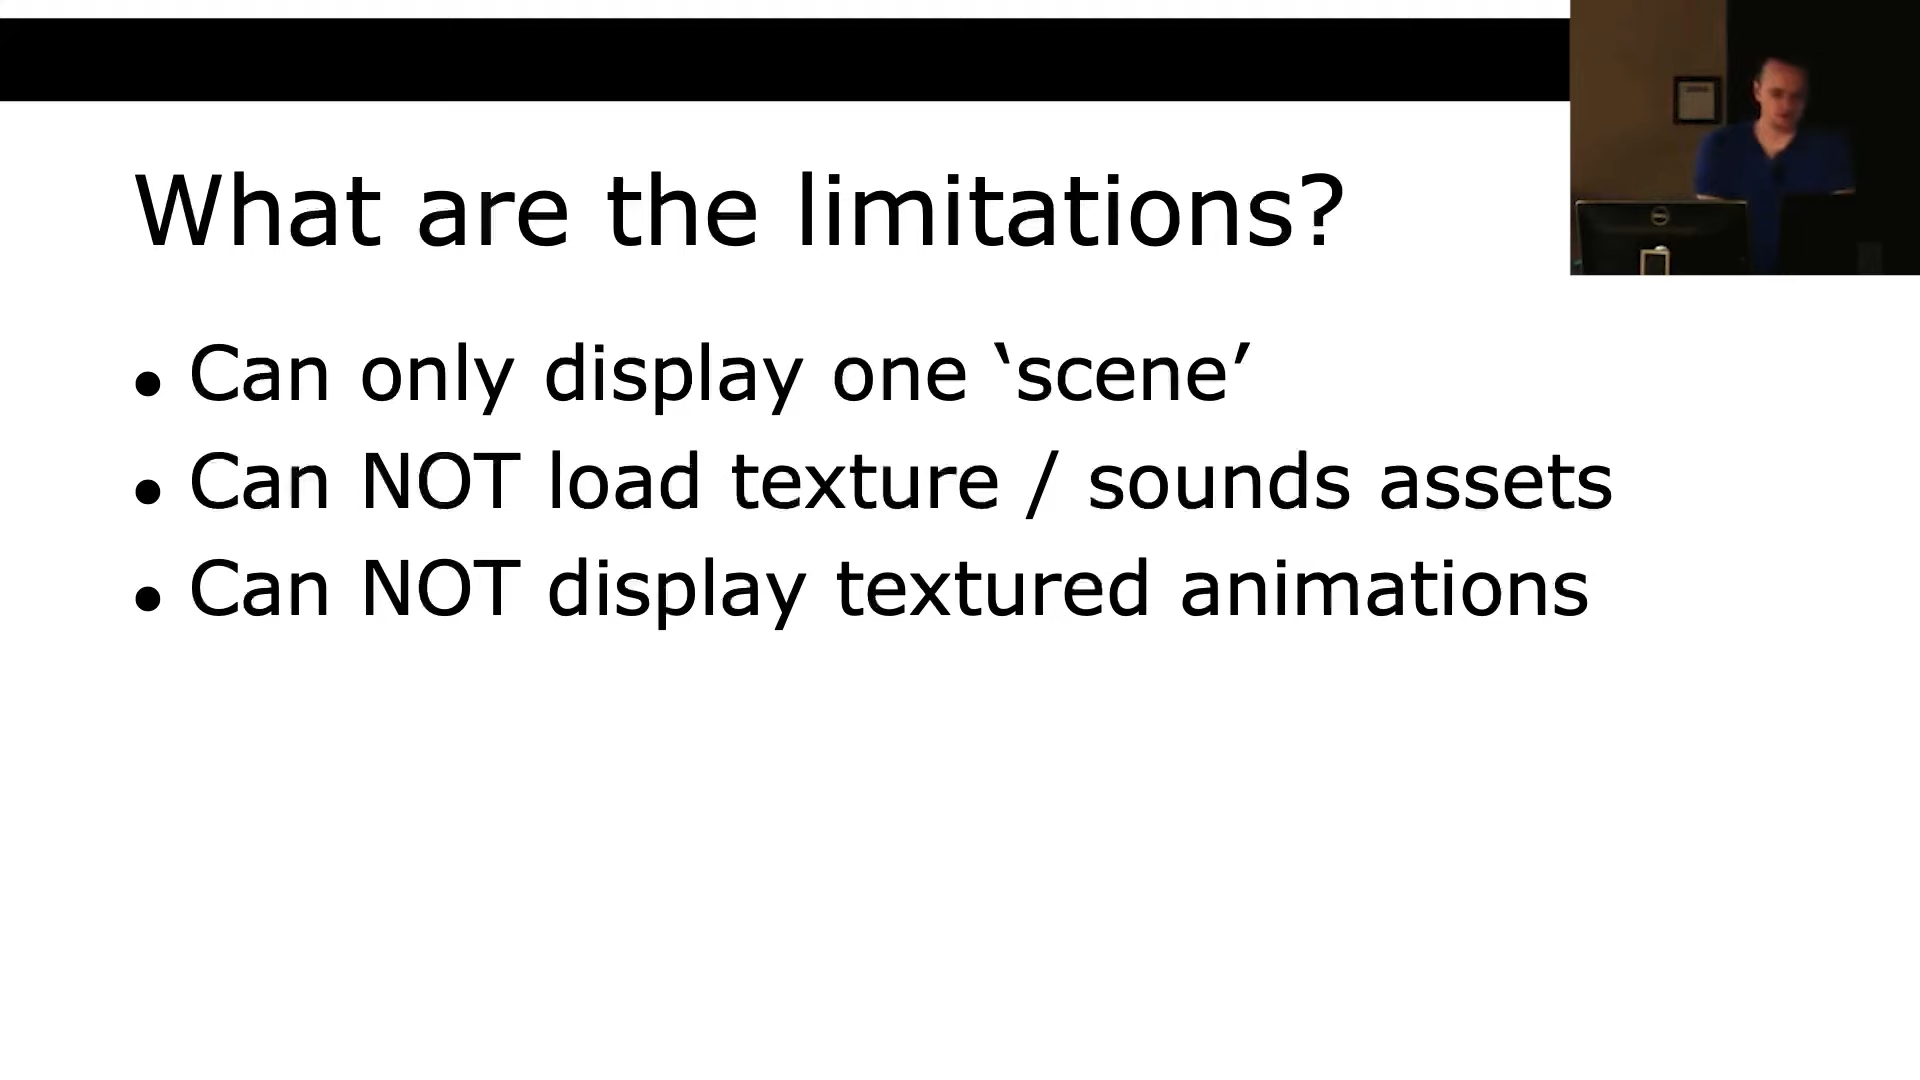 What are the limitations?
• Can only display one ‘scene’
• Can NOT load texture / sounds assets
• Can NOT display textured animations